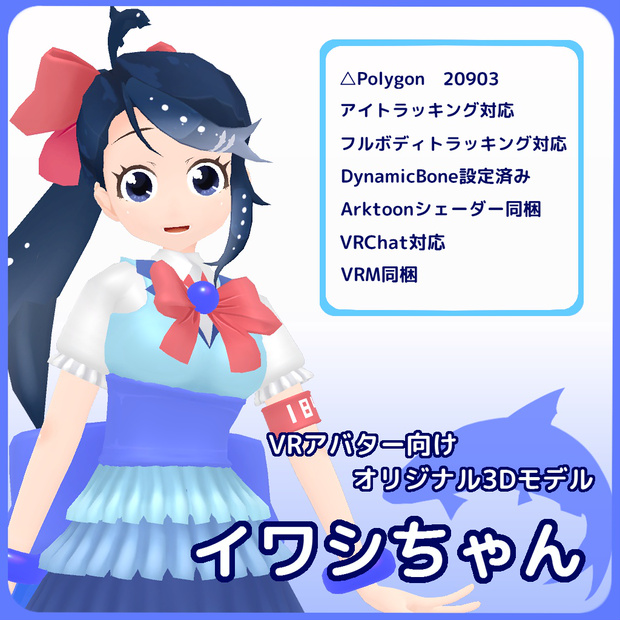 △Polygon 20903
アイトラッキング対応
フルボディトラッキング対応
DynamicBone設定済み
Arktoonシェーダー同梱
VRChat対応
VRM同梱
VRアバター向け
オリジナル3Dモデル
イワシちゃん